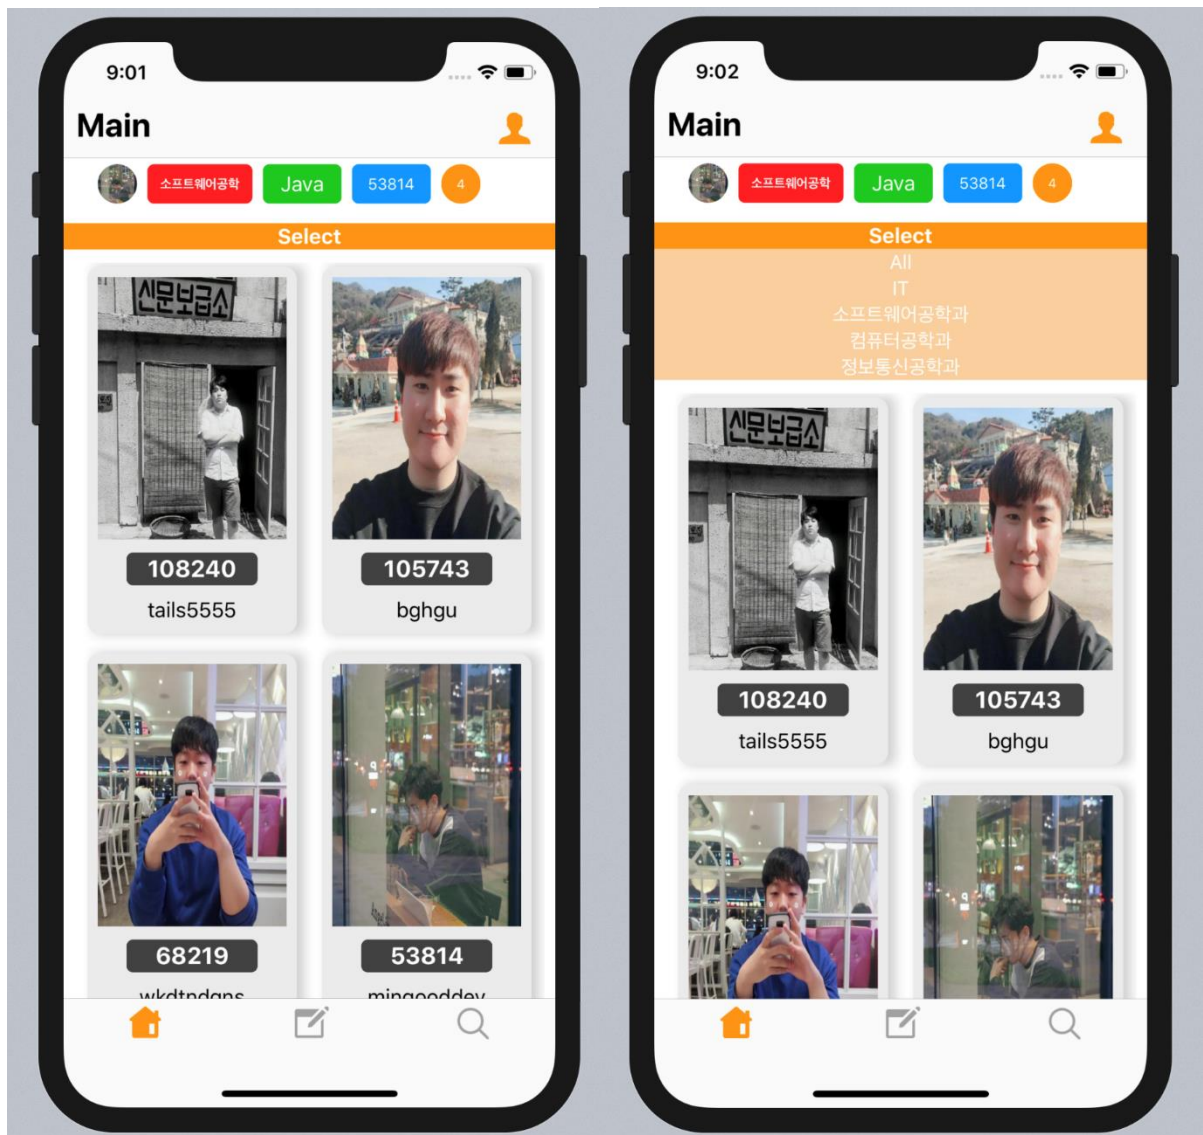 9:01
Main
소프트웨어공학 Java 53814 4
Select
신문보급소
108240 105743
tails5555 bghgu
68219 53814
wkdtndgns mingooddev
9:02
Main
소프트웨어공학 Java 53814 4
Select
All
IT
소프트웨어공학과
컴퓨터공학과
정보통신공학과
신문보급소
108240 105743
tails5555 bghgu